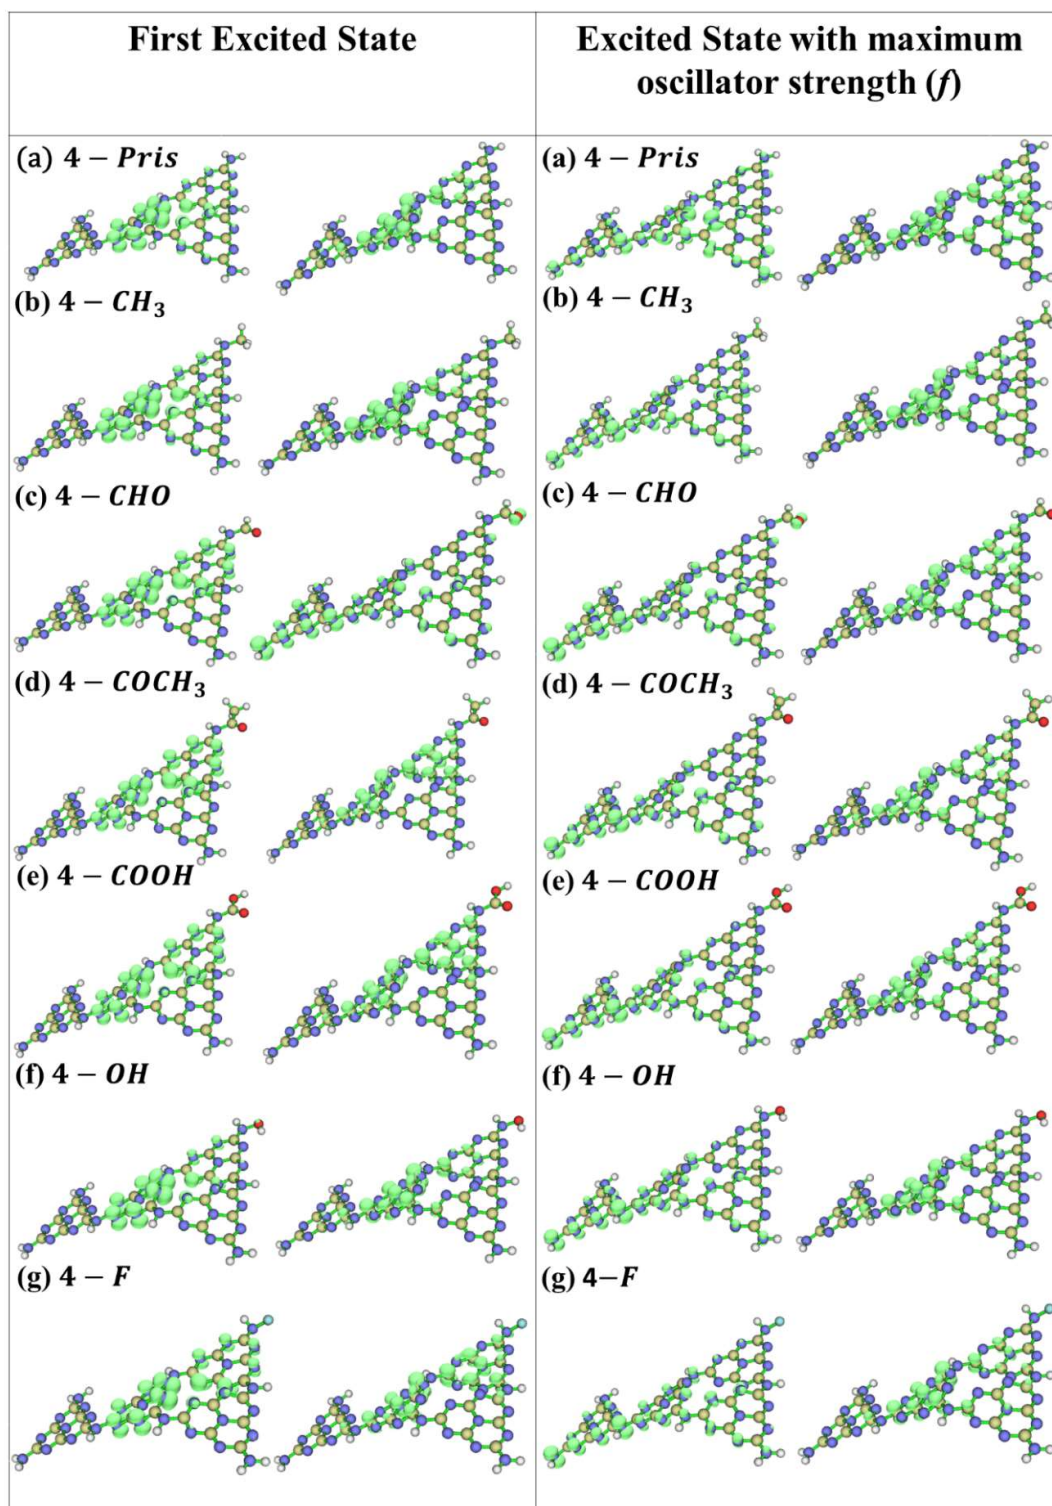 First Excited State
Excited State with maximum
oscillator strength (f)
(a) 4 − Pris
(a) 4 − Pris
(b) 4 − CH₃
(b) 4 − CH₃
(c) 4 − CHO
(c) 4 − CHO
(d) 4 − COCH₃
(d) 4 − COCH₃
(e) 4 − COOH
(e) 4 − COOH
(f) 4 − OH
(f) 4 − OH
(g) 4 − F
(g) 4−F